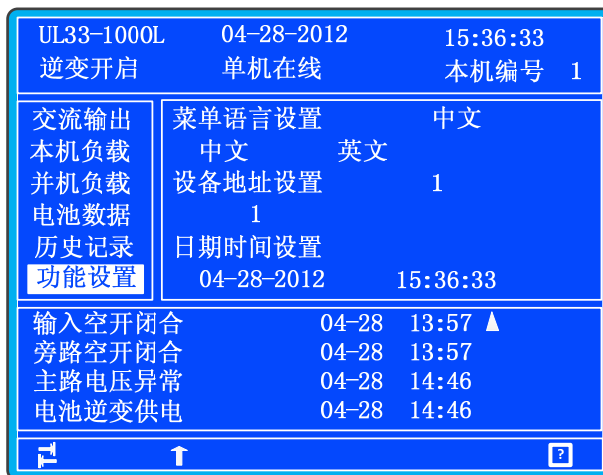 UL33-1000L 04-28-2012 15:36:33
逆变开启 单机在线 本机编号 1
交流输出
本机负载
并机负载
电池数据
历史记录
功能设置
菜单语言设置 中文
中文 英文
设备地址设置 1
1
日期时间设置
04-28-2012 15:36:33
输入空开闭合 04-28 13:57
旁路空开闭合 04-28 13:57
主路电压异常 04-28 14:46
电池逆变供电 04-28 14:46
?